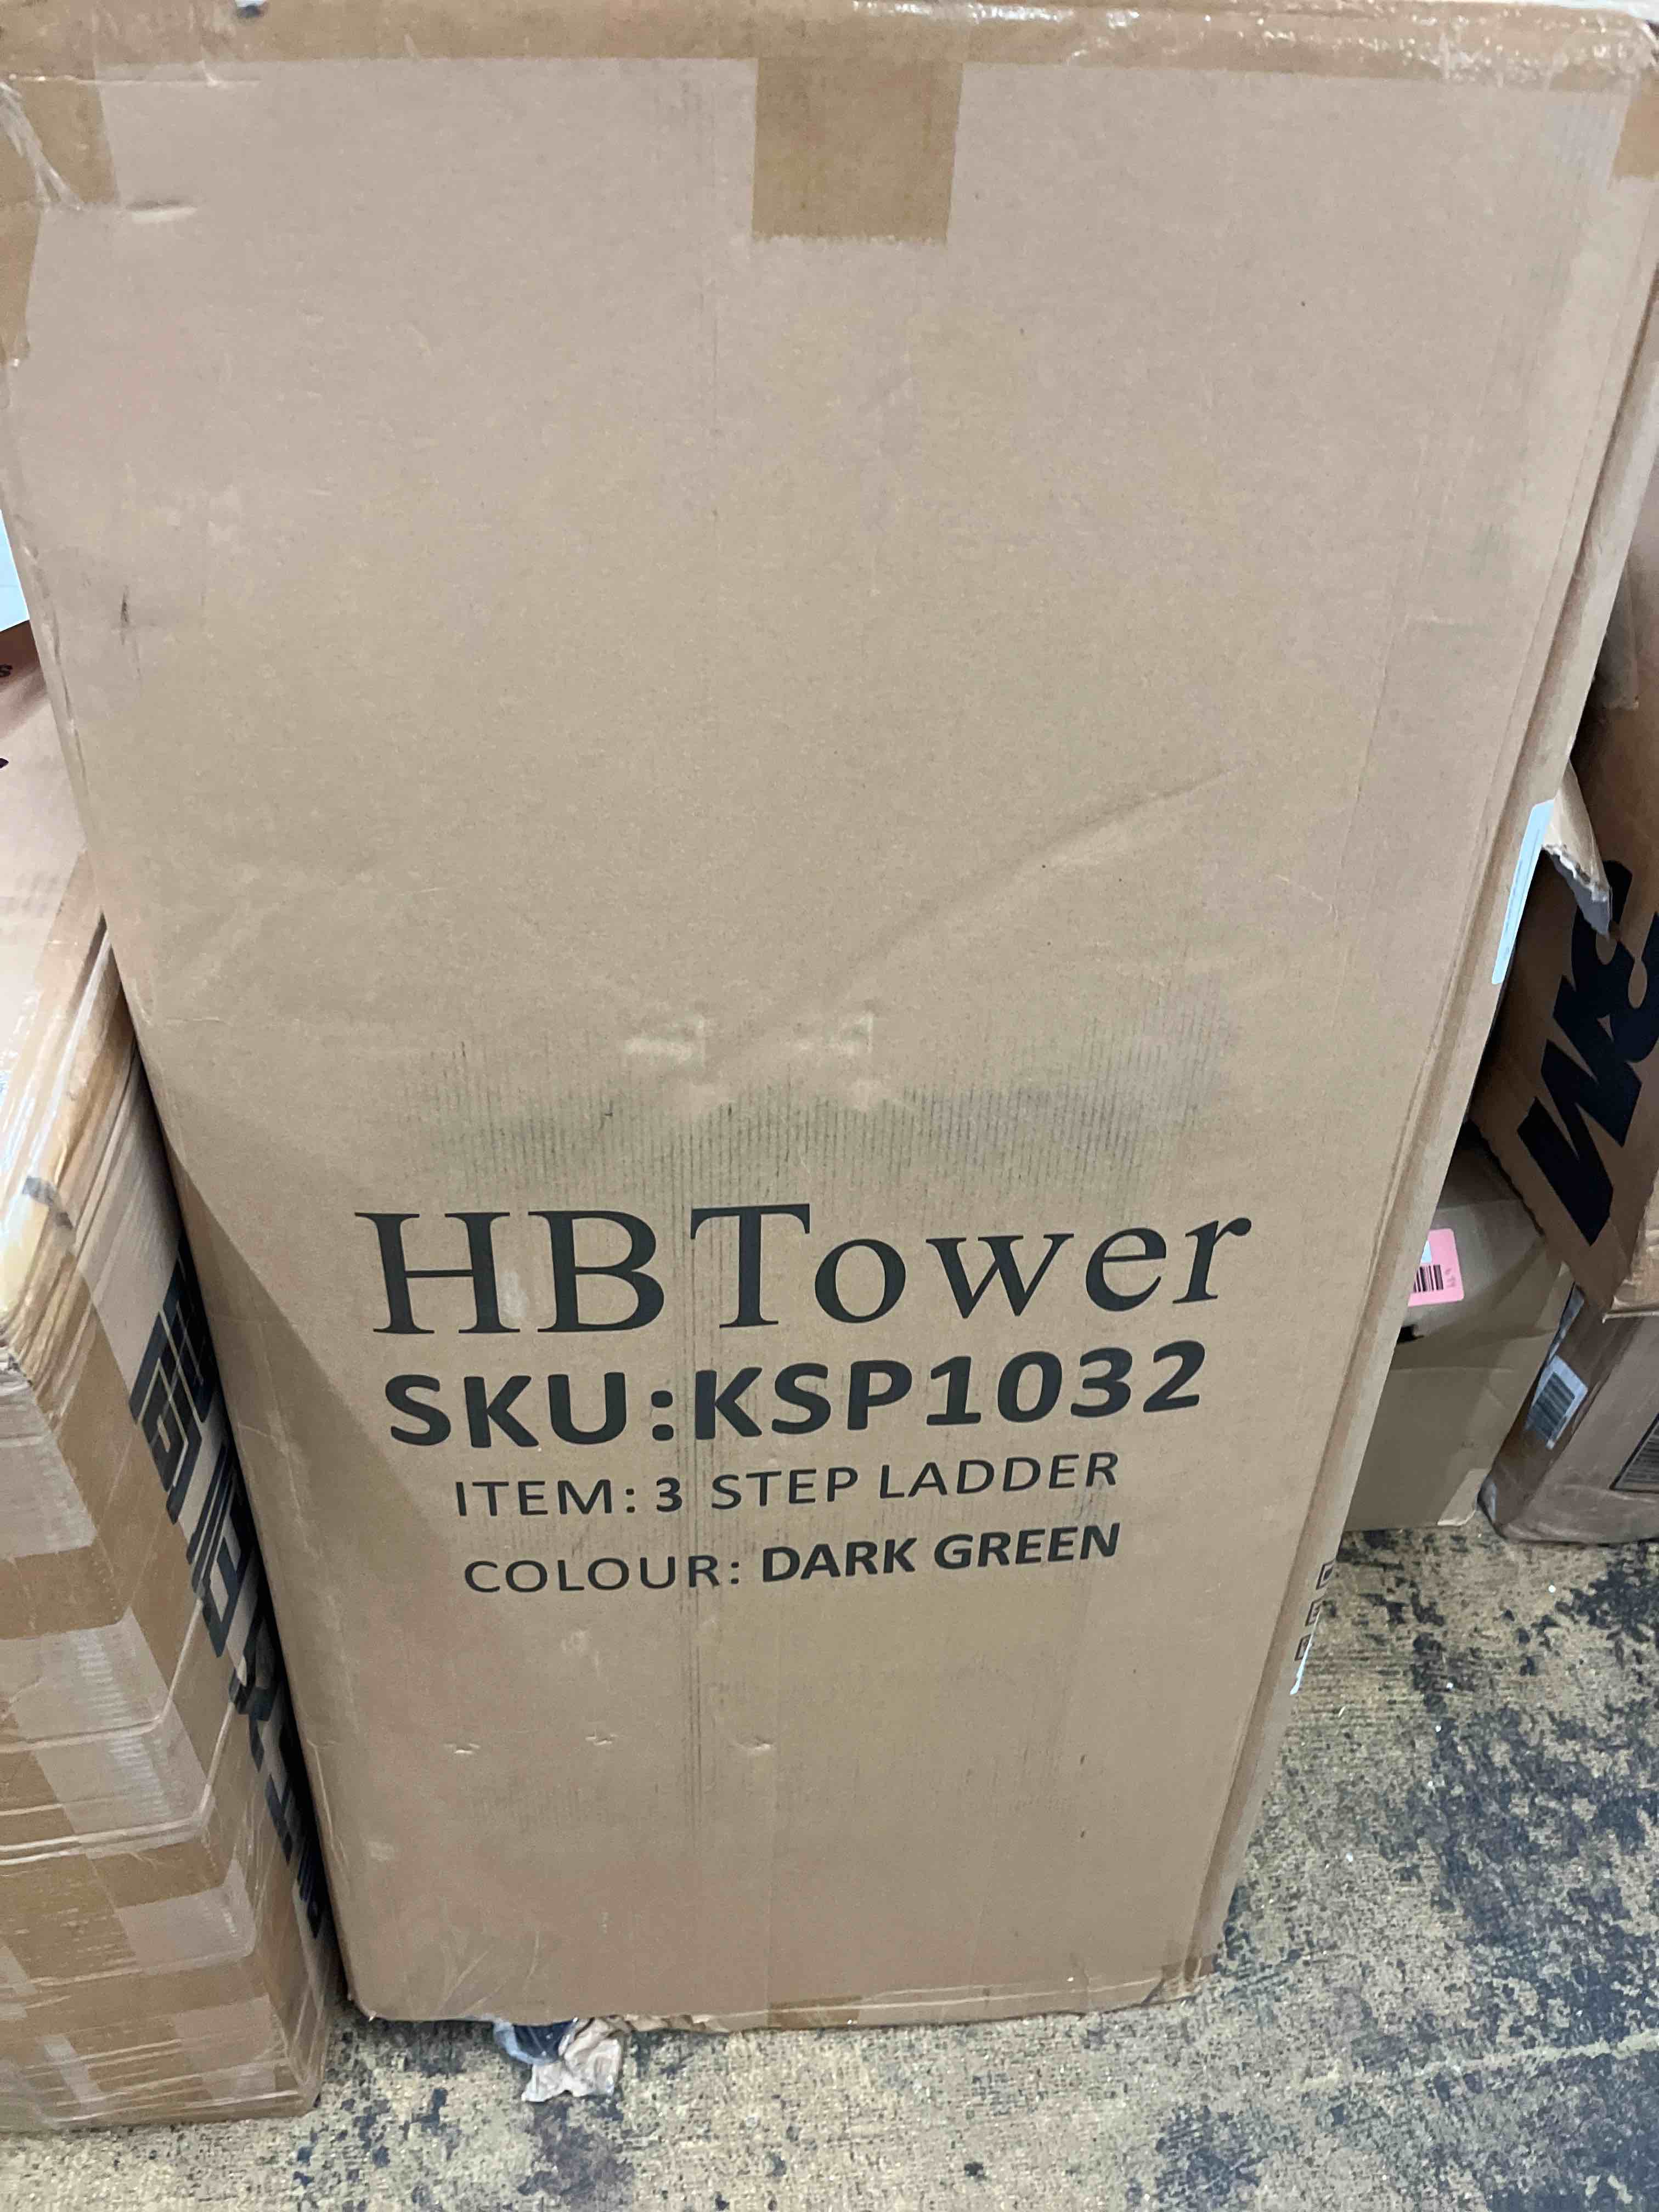 HBTower
SKU:KSP1032
ITEM: 3 STEP LADDER
COLOUR: DARK GREEN